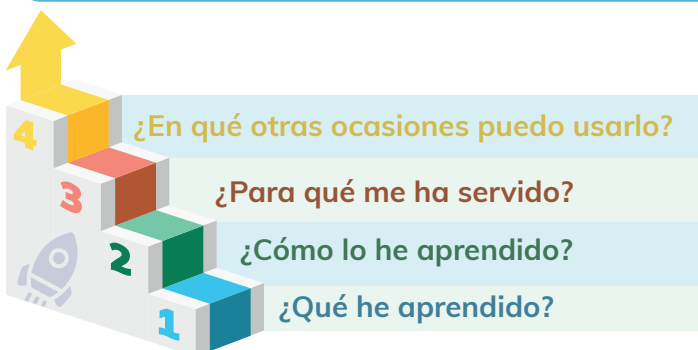 4 ¿En qué otras ocasiones puedo usarlo?
3 ¿Para qué me ha servido?
2 ¿Cómo lo he aprendido?
1 ¿Qué he aprendido?